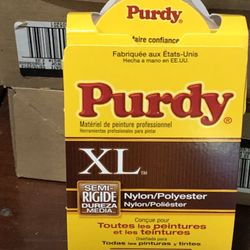 Purdy®
faire confiance
Fabriquée aux États-Unis
Hecha a mano en EE.UU.
Purdy®
Matériel de peinture professionnel
Herramientas profesionales para pintar
XL™
SEMI-
RIGIDE
DUREZA
MEDIA
Nylon/Polyester
Nylon/Poliéster
Conçue pour
Toutes les peintures
et les teintures
Diseñada para
Todas las pinturas y tintes